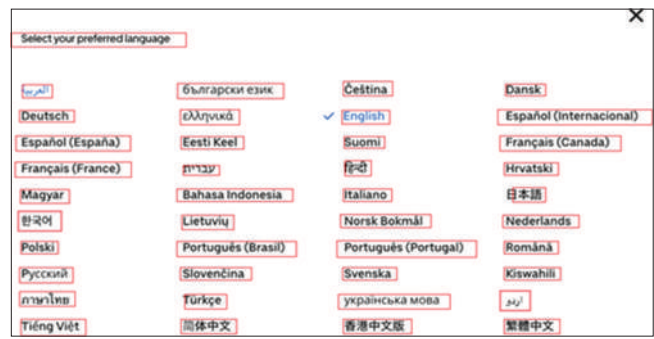 Select your preferred language
العربية български език Čeština Dansk
Deutsch ελληνικά English Español (Internacional)
Español (España) Eesti Keel Suomi Français (Canada)
Français (France) עברית हिन्दी Hrvatski
Magyar Bahasa Indonesia Italiano 日本語
한국어 Lietuvių Norsk Bokmål Nederlands
Polski Português (Brasil) Português (Portugal) Română
Русский Slovenčina Svenska Kiswahili
ภาษาไทย Türkçe українська мова اردو
Tiếng Việt 简体中文 香港中文版 繁體中文